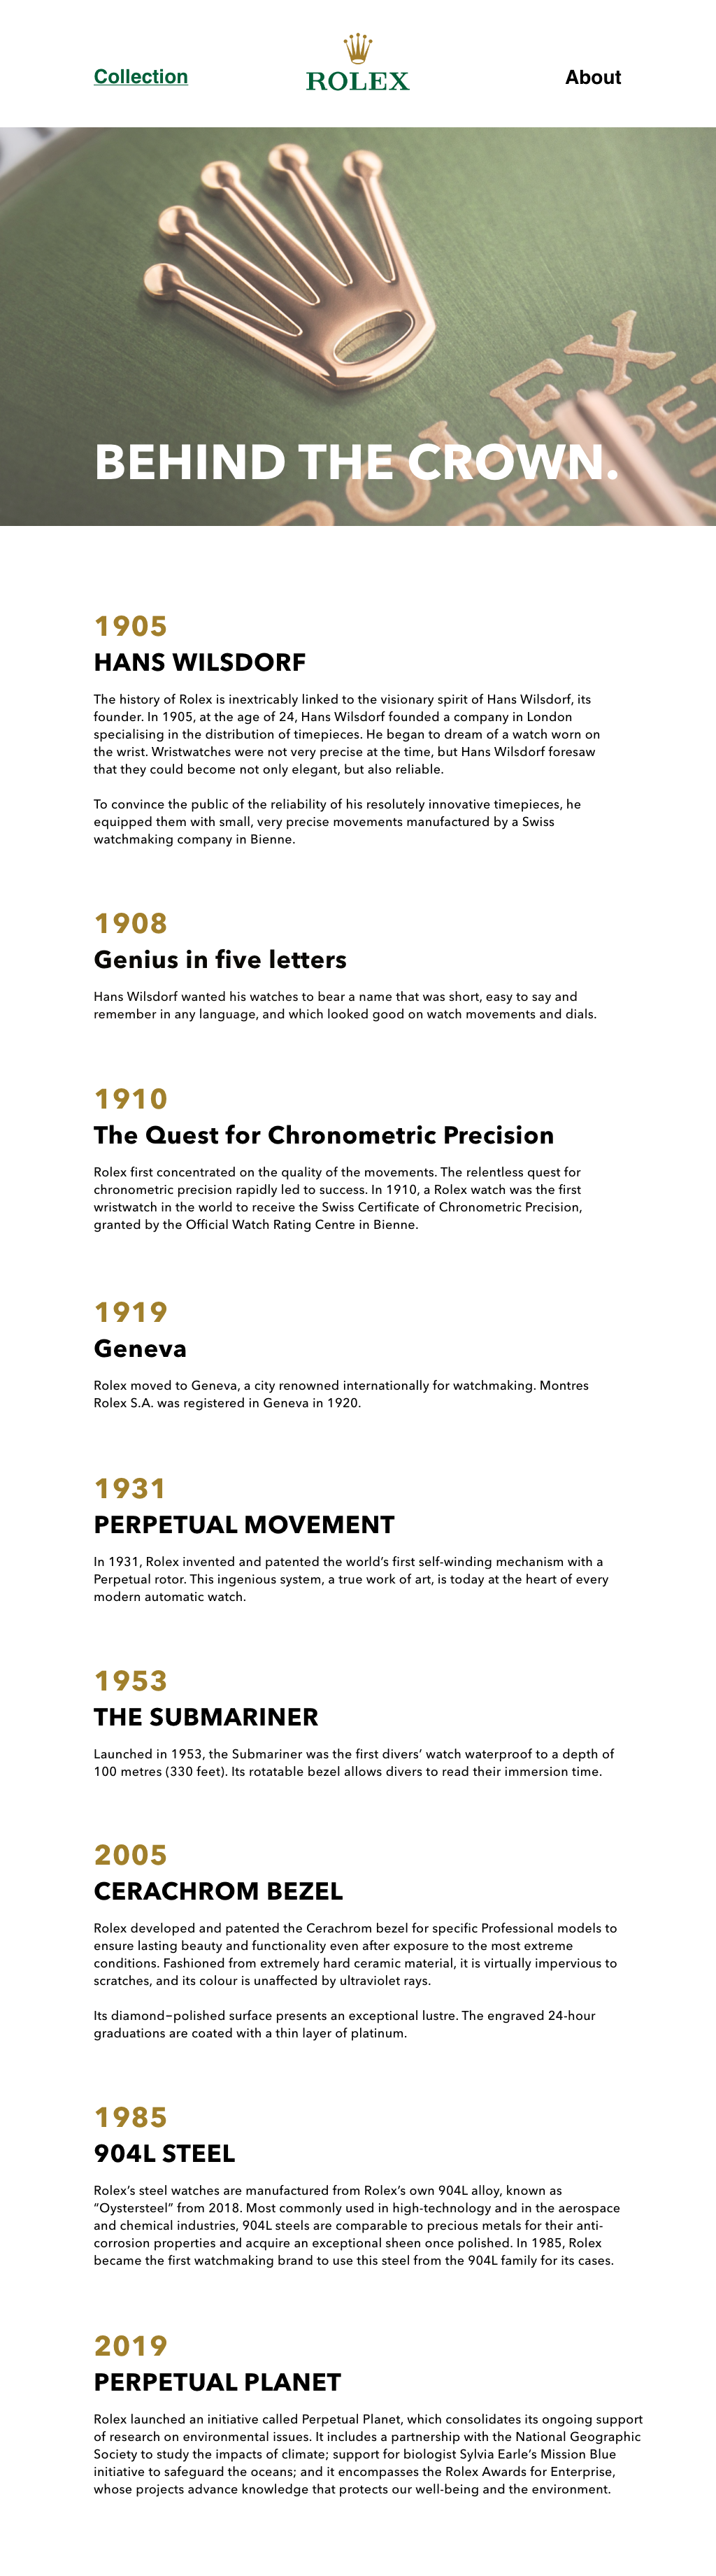 Collection
ROLEX
About
ROLEX
BEHIND THE CROWN.
1905
HANS WILSDORF
The history of Rolex is inextricably linked to the visionary spirit of Hans Wilsdorf, its
founder. In 1905, at the age of 24, Hans Wilsdorf founded a company in London
specialising in the distribution of timepieces. He began to dream of a watch worn on
the wrist. Wristwatches were not very precise at the time, but Hans Wilsdorf foresaw
that they could become not only elegant, but also reliable.
To convince the public of the reliability of his resolutely innovative timepieces, he
equipped them with small, very precise movements manufactured by a Swiss
watchmaking company in Bienne.
1908
Genius in five letters
Hans Wilsdorf wanted his watches to bear a name that was short, easy to say and
remember in any language, and which looked good on watch movements and dials.
1910
The Quest for Chronometric Precision
Rolex first concentrated on the quality of the movements. The relentless quest for
chronometric precision rapidly led to success. In 1910, a Rolex watch was the first
wristwatch in the world to receive the Swiss Certificate of Chronometric Precision,
granted by the Official Watch Rating Centre in Bienne.
1919
Geneva
Rolex moved to Geneva, a city renowned internationally for watchmaking. Montres
Rolex S.A. was registered in Geneva in 1920.
1931
PERPETUAL MOVEMENT
In 1931, Rolex invented and patented the world’s first self-winding mechanism with a
Perpetual rotor. This ingenious system, a true work of art, is today at the heart of every
modern automatic watch.
1953
THE SUBMARINER
Launched in 1953, the Submariner was the first divers’ watch waterproof to a depth of
100 metres (330 feet). Its rotatable bezel allows divers to read their immersion time.
2005
CERACHROM BEZEL
Rolex developed and patented the Cerachrom bezel for specific Professional models to
ensure lasting beauty and functionality even after exposure to the most extreme
conditions. Fashioned from extremely hard ceramic material, it is virtually impervious to
scratches, and its colour is unaffected by ultraviolet rays.
Its diamond–polished surface presents an exceptional lustre. The engraved 24-hour
graduations are coated with a thin layer of platinum.
1985
904L STEEL
Rolex’s steel watches are manufactured from Rolex’s own 904L alloy, known as
“Oystersteel” from 2018. Most commonly used in high-technology and in the aerospace
and chemical industries, 904L steels are comparable to precious metals for their anti-
corrosion properties and acquire an exceptional sheen once polished. In 1985, Rolex
became the first watchmaking brand to use this steel from the 904L family for its cases.
2019
PERPETUAL PLANET
Rolex launched an initiative called Perpetual Planet, which consolidates its ongoing support
of research on environmental issues. It includes a partnership with the National Geographic
Society to study the impacts of climate; support for biologist Sylvia Earle’s Mission Blue
initiative to safeguard the oceans; and it encompasses the Rolex Awards for Enterprise,
whose projects advance knowledge that protects our well-being and the environment.